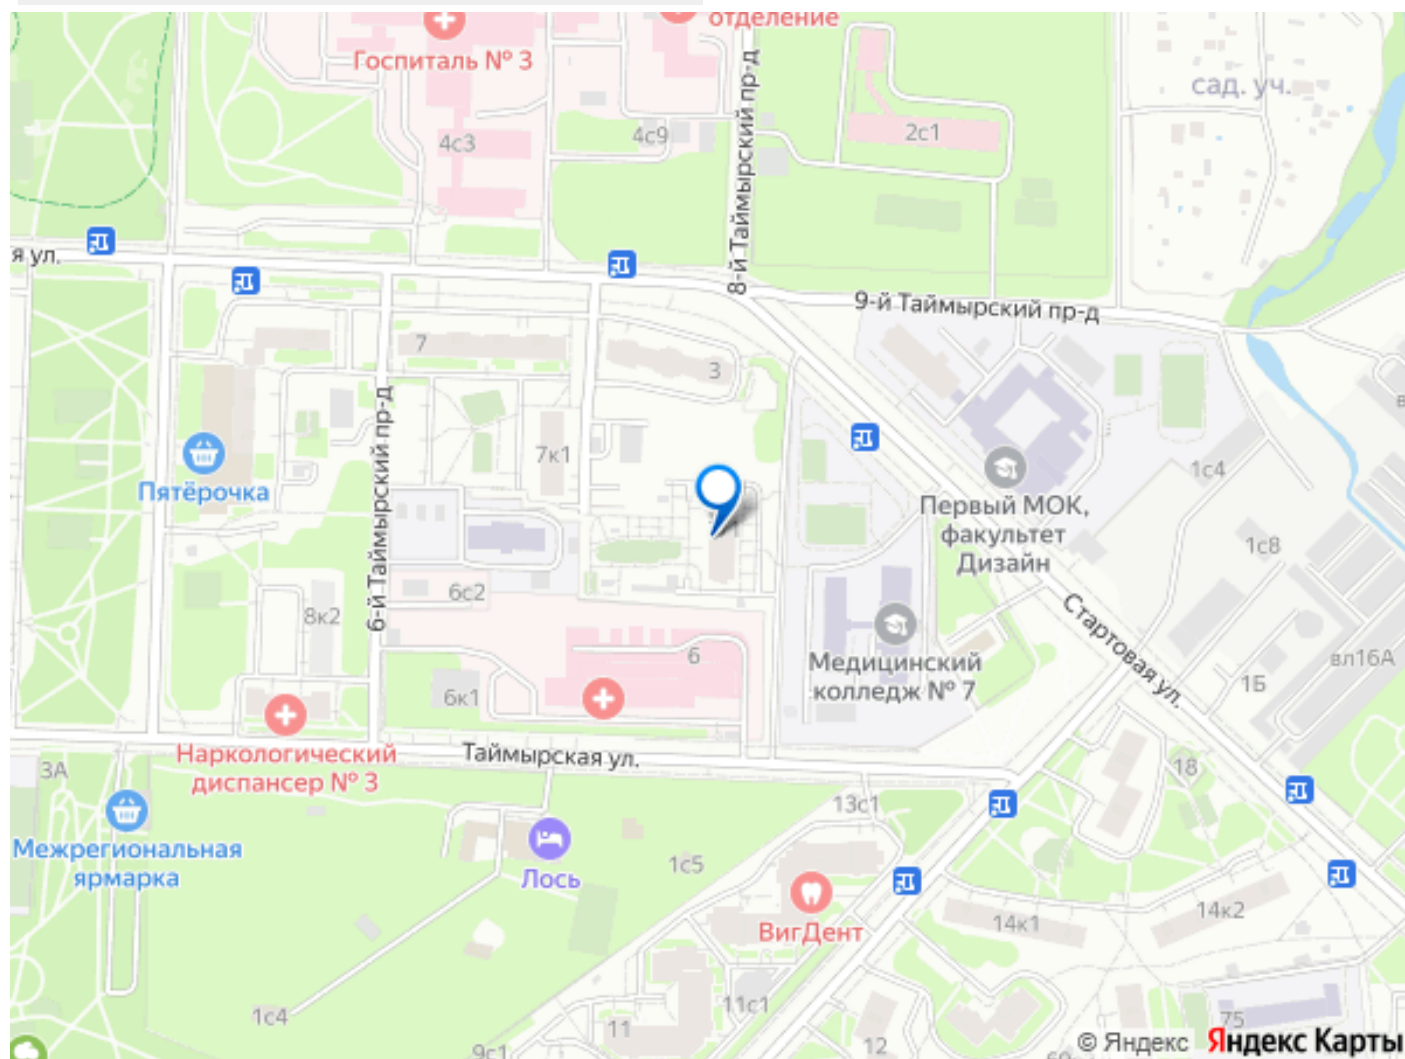 отделение
Госпиталь № 3
сад. уч.
4с3
4с9
2с1
8-й Таймырский пр-д
я ул.
9-й Таймырский пр-д
7
3
6-й Таймырский пр-д
7к1
1с4
Пятёрочка
Первый МОК,
факультет
Дизайн
1с8
6с2
8к2
Стартовая ул.
6
вл16А
Медицинский
колледж № 7
1Б
6к1
Наркологический
диспансер № 3
Таймырская ул.
3А
18
13с1
Межрегиональная
ярмарка
Лось
1с5
ВигДент
14к1
14к2
1с4
11с1
11
12
75
9с1
© Яндекс Яндекс Карты